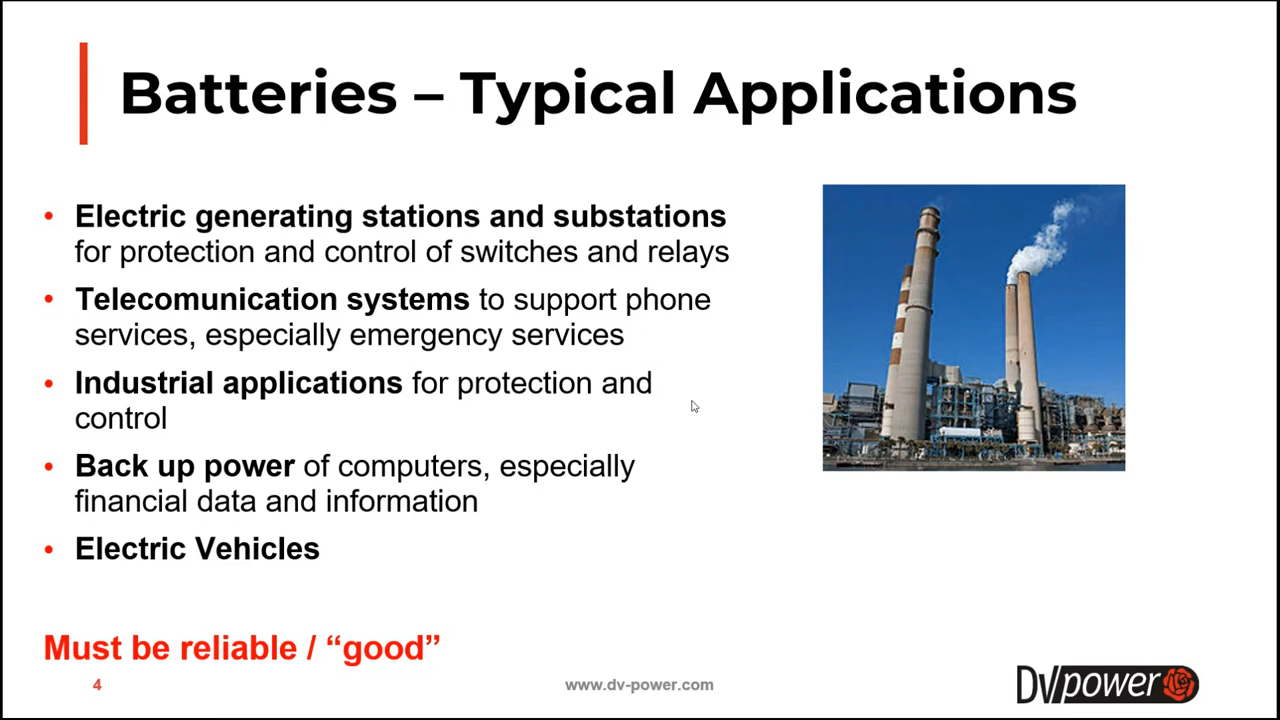 Batteries – Typical Applications
• Electric generating stations and substations
for protection and control of switches and relays
• Telecomunication systems to support phone
services, especially emergency services
• Industrial applications for protection and
control
• Back up power of computers, especially
financial data and information
• Electric Vehicles
Must be reliable / “good”
4
www.dv-power.com
DVpower